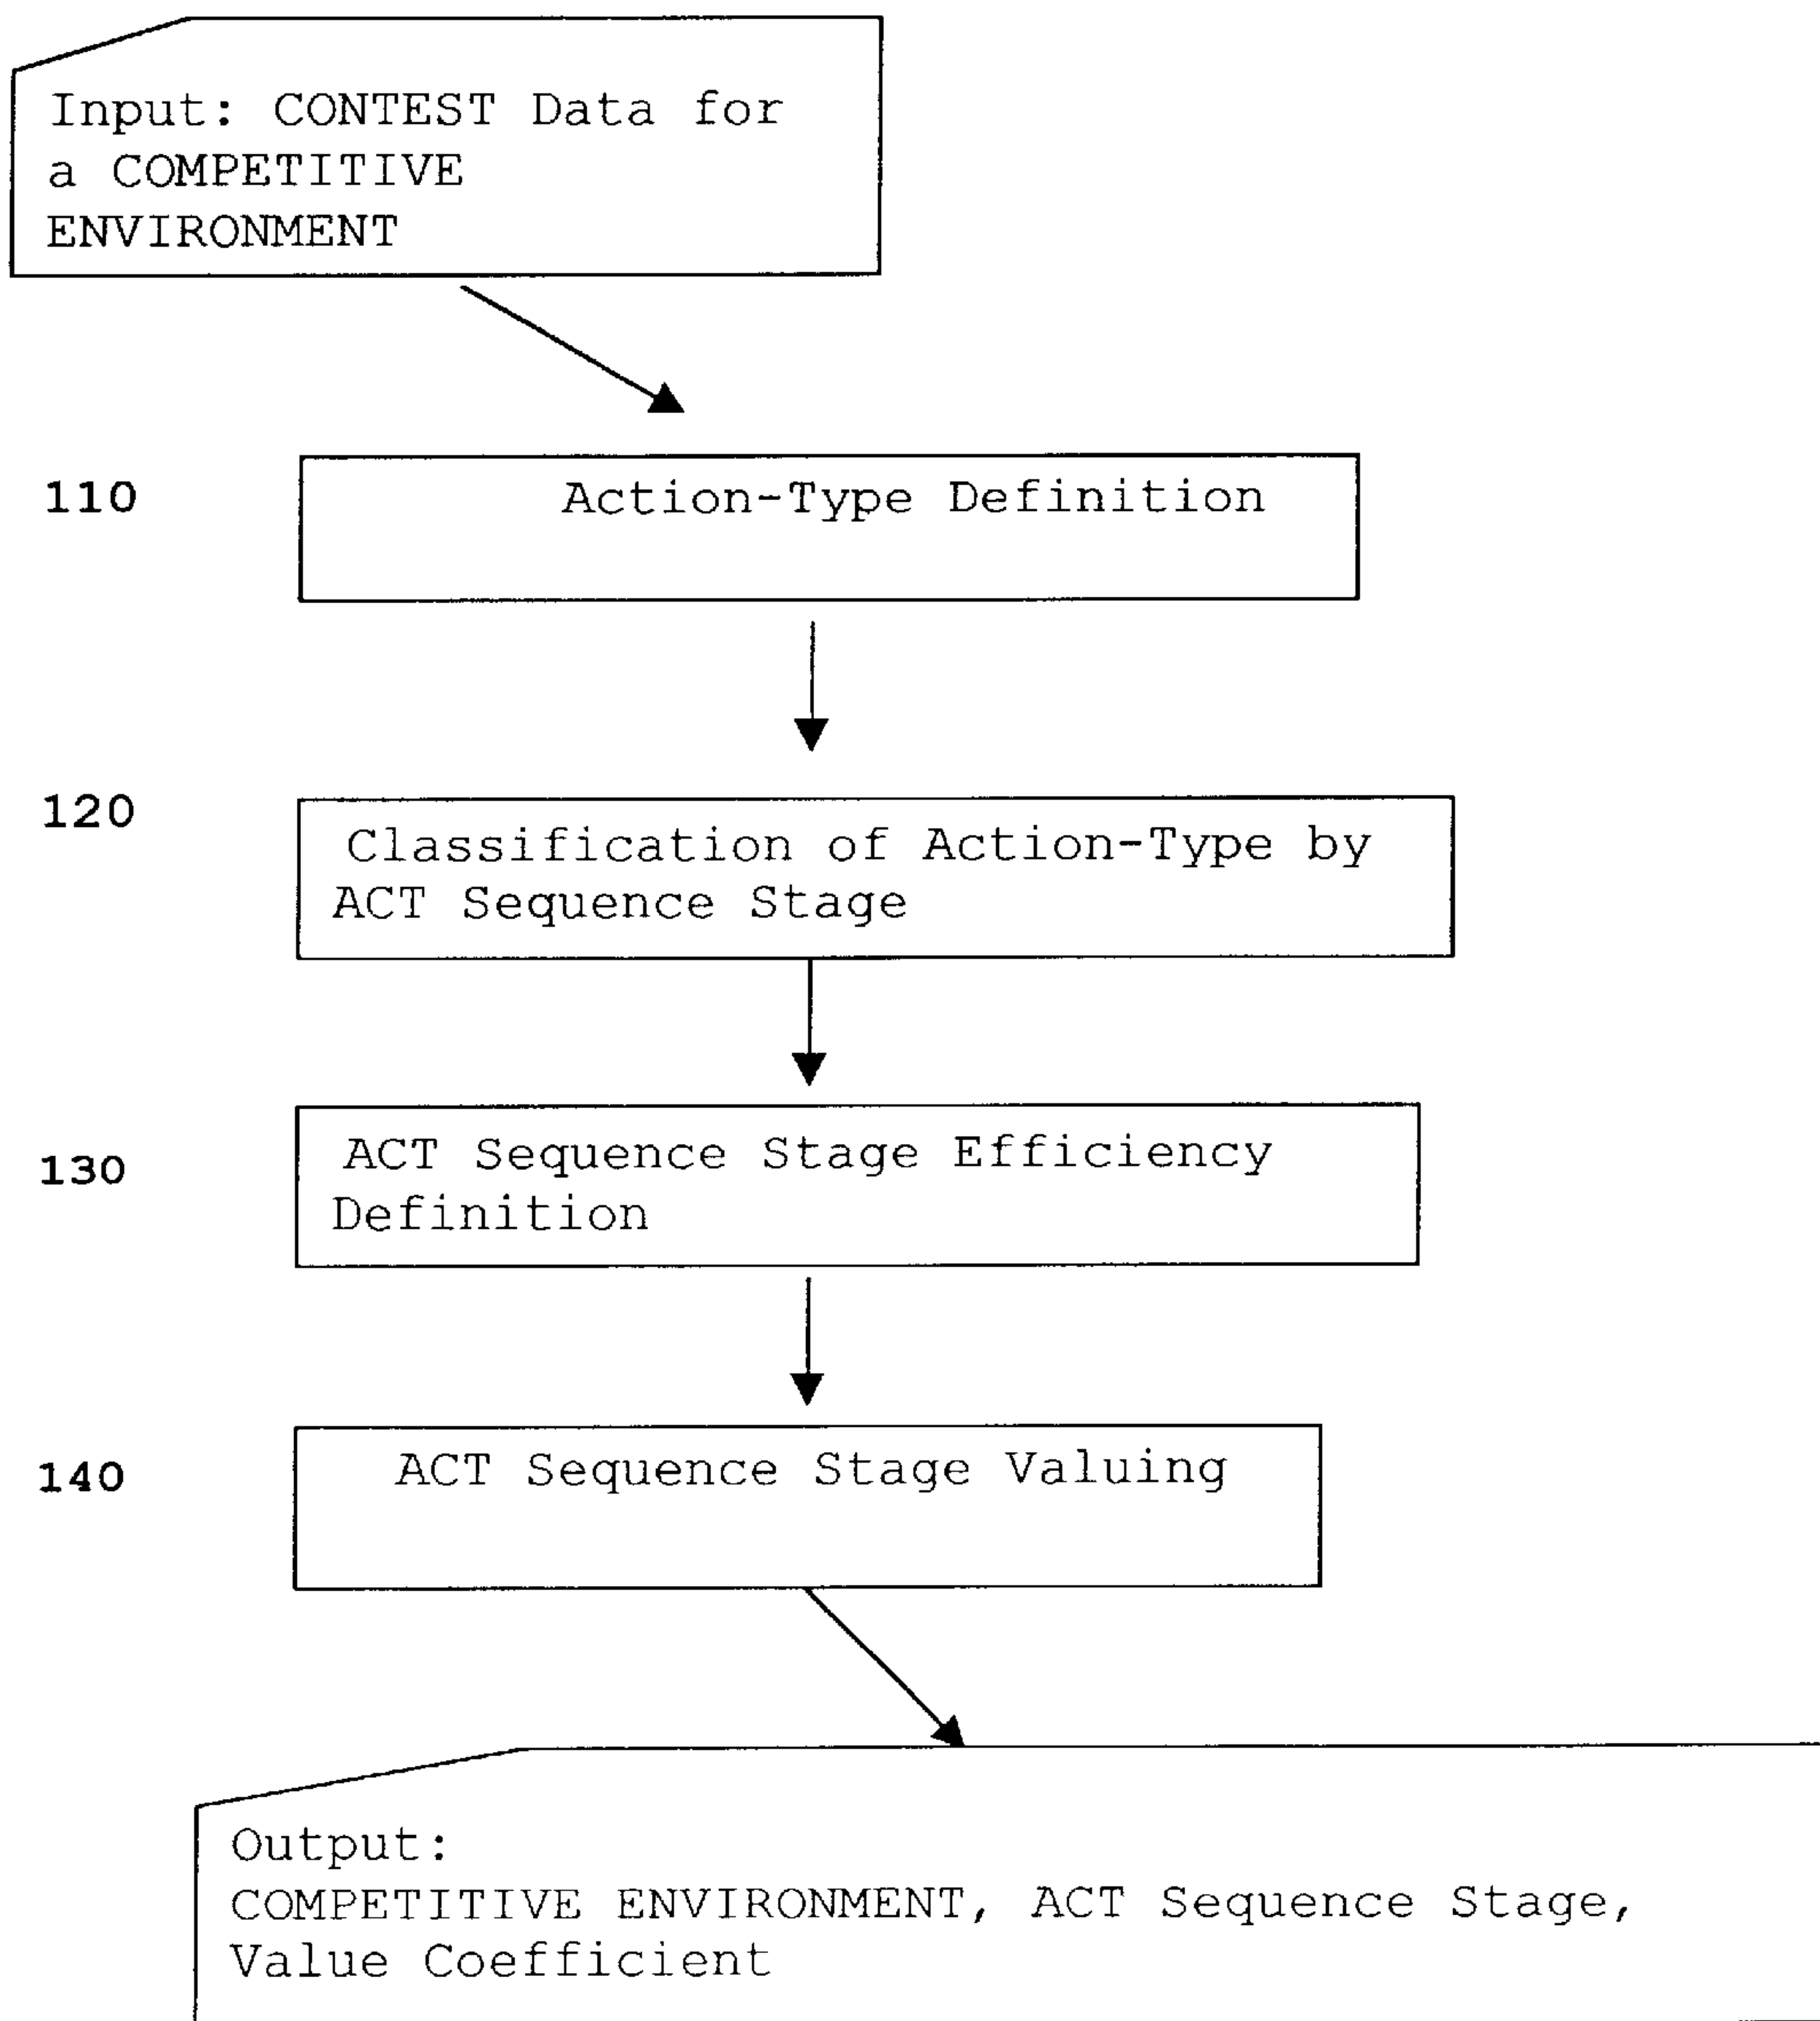 Input: CONTEST Data for
a COMPETITIVE
ENVIRONMENT
110
Action-Type Definition
120
Classification of Action-Type by
ACT Sequence Stage
130
ACT Sequence Stage Efficiency
Definition
140
ACT Sequence Stage Valuing
Output:
COMPETITIVE ENVIRONMENT, ACT Sequence Stage,
Value Coefficient